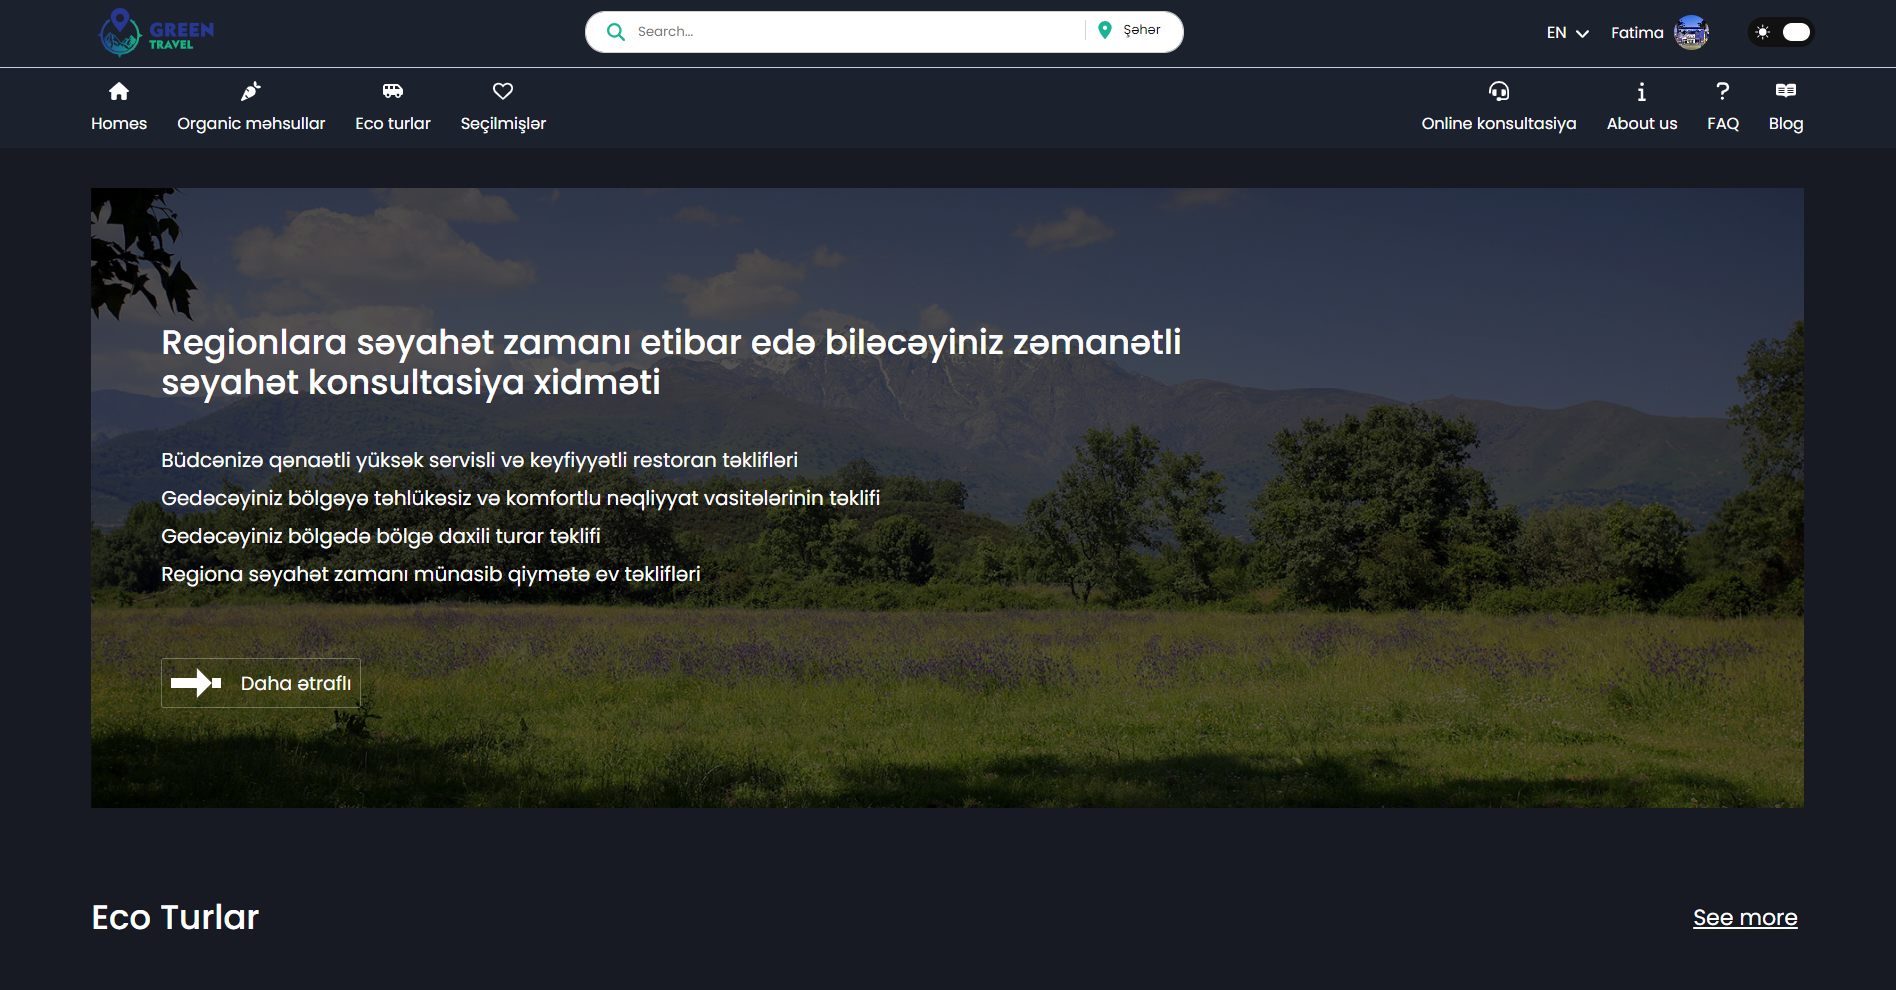 GREEN
TRAVEL
Search...
Şəhər
EN
Fatima
Homes
Organic məhsullar
Eco turlar
Seçilmişlər
Online konsultasiya
About us
FAQ
Blog
Regionlara səyahət zamanı etibar edə biləcəyiniz zəmanətli
səyahət konsultasiya xidməti
Büdcənizə qənaətli yüksək servisli və keyfiyyətli restoran təklifləri
Gedəcəyiniz bölgəyə təhlükəsiz və komfortlu nəqliyyat vasitələrinin təklifi
Gedəcəyiniz bölgədə bölgə daxili turar təklifi
Regiona səyahət zamanı münasib qiymətə ev təklifləri
Daha ətraflı
Eco Turlar
See more